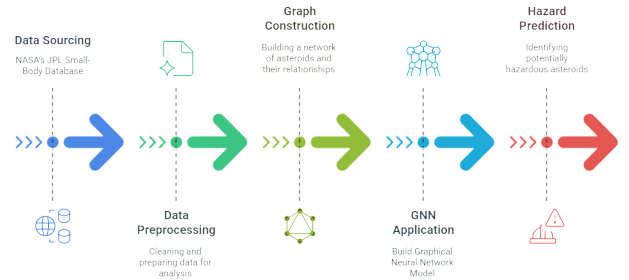 Data Sourcing
NASA's JPL Small-
Body Database
Data
Preprocessing
Cleaning and
preparing data for
analysis
Graph
Construction
Building a network
of asteroids and
their relationships
GNN
Application
Build Graphical
Neural Network
Model
Hazard
Prediction
Identifying
potentially
hazardous asteroids